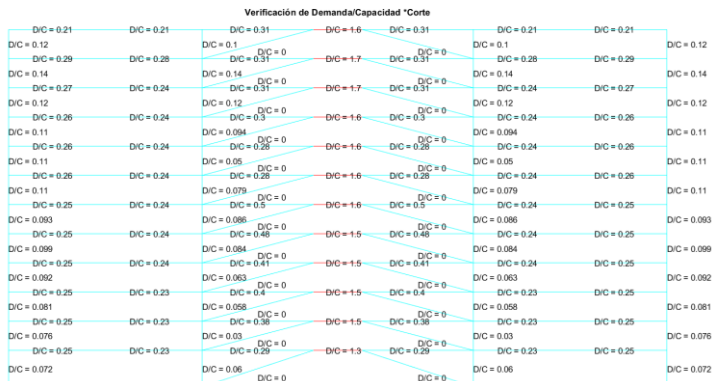 Verificación de Demanda/Capacidad *Corte
D/C = 0.21 D/C = 0.21 D/C = 0.31 D/C = 1.6 D/C = 0.31 D/C = 0.21 D/C = 0.21
D/C = 0.12 D/C = 0.1 D/C = 0.1 D/C = 0.12
D/C = 0 D/C = 0
D/C = 0.29 D/C = 0.28 D/C = 0.31 D/C = 1.7 D/C = 0.31 D/C = 0.28 D/C = 0.29
D/C = 0.14 D/C = 0.14 D/C = 0.14 D/C = 0.14
D/C = 0 D/C = 0
D/C = 0.27 D/C = 0.24 D/C = 0.31 D/C = 1.7 D/C = 0.31 D/C = 0.24 D/C = 0.27
D/C = 0.12 D/C = 0.12 D/C = 0.12 D/C = 0.12
D/C = 0 D/C = 0
D/C = 0.26 D/C = 0.24 D/C = 0.3 D/C = 1.6 D/C = 0.3 D/C = 0.24 D/C = 0.26
D/C = 0.11 D/C = 0.094 D/C = 0.094 D/C = 0.11
D/C = 0 D/C = 0
D/C = 0.26 D/C = 0.24 D/C = 0.28 D/C = 1.6 D/C = 0.28 D/C = 0.24 D/C = 0.26
D/C = 0.11 D/C = 0.05 D/C = 0.05 D/C = 0.11
D/C = 0 D/C = 0
D/C = 0.26 D/C = 0.24 D/C = 0.28 D/C = 1.6 D/C = 0.28 D/C = 0.24 D/C = 0.26
D/C = 0.11 D/C = 0.079 D/C = 0.079 D/C = 0.11
D/C = 0 D/C = 0
D/C = 0.25 D/C = 0.24 D/C = 0.5 D/C = 1.6 D/C = 0.5 D/C = 0.24 D/C = 0.25
D/C = 0.093 D/C = 0.086 D/C = 0.086 D/C = 0.093
D/C = 0 D/C = 0
D/C = 0.25 D/C = 0.24 D/C = 0.48 D/C = 1.5 D/C = 0.48 D/C = 0.24 D/C = 0.25
D/C = 0.099 D/C = 0.084 D/C = 0.084 D/C = 0.099
D/C = 0 D/C = 0
D/C = 0.25 D/C = 0.24 D/C = 0.41 D/C = 1.5 D/C = 0.41 D/C = 0.24 D/C = 0.25
D/C = 0.092 D/C = 0.063 D/C = 0.063 D/C = 0.092
D/C = 0 D/C = 0
D/C = 0.25 D/C = 0.23 D/C = 0.4 D/C = 1.5 D/C = 0.4 D/C = 0.23 D/C = 0.25
D/C = 0.081 D/C = 0.058 D/C = 0.058 D/C = 0.081
D/C = 0 D/C = 0
D/C = 0.25 D/C = 0.23 D/C = 0.38 D/C = 1.5 D/C = 0.38 D/C = 0.23 D/C = 0.25
D/C = 0.076 D/C = 0.03 D/C = 0.03 D/C = 0.076
D/C = 0 D/C = 0
D/C = 0.25 D/C = 0.23 D/C = 0.29 D/C = 1.3 D/C = 0.29 D/C = 0.23 D/C = 0.25
D/C = 0.072 D/C = 0.06 D/C = 0.06 D/C = 0.072
D/C = 0 D/C = 0